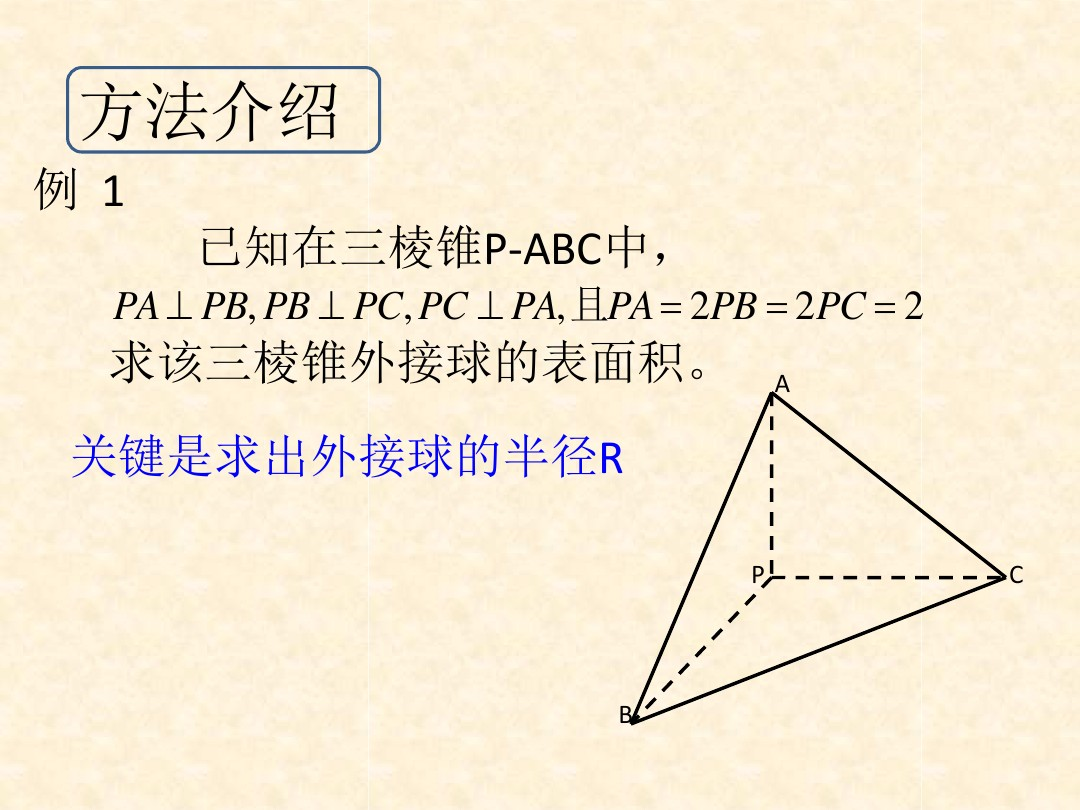 方法介绍
例 1
已知在三棱锥P-ABC中，
PA⊥PB,PB⊥PC,PC⊥PA,且PA=2PB=2PC=2
求该三棱锥外接球的表面积。
A
关键是求出外接球的半径R
P
C
B